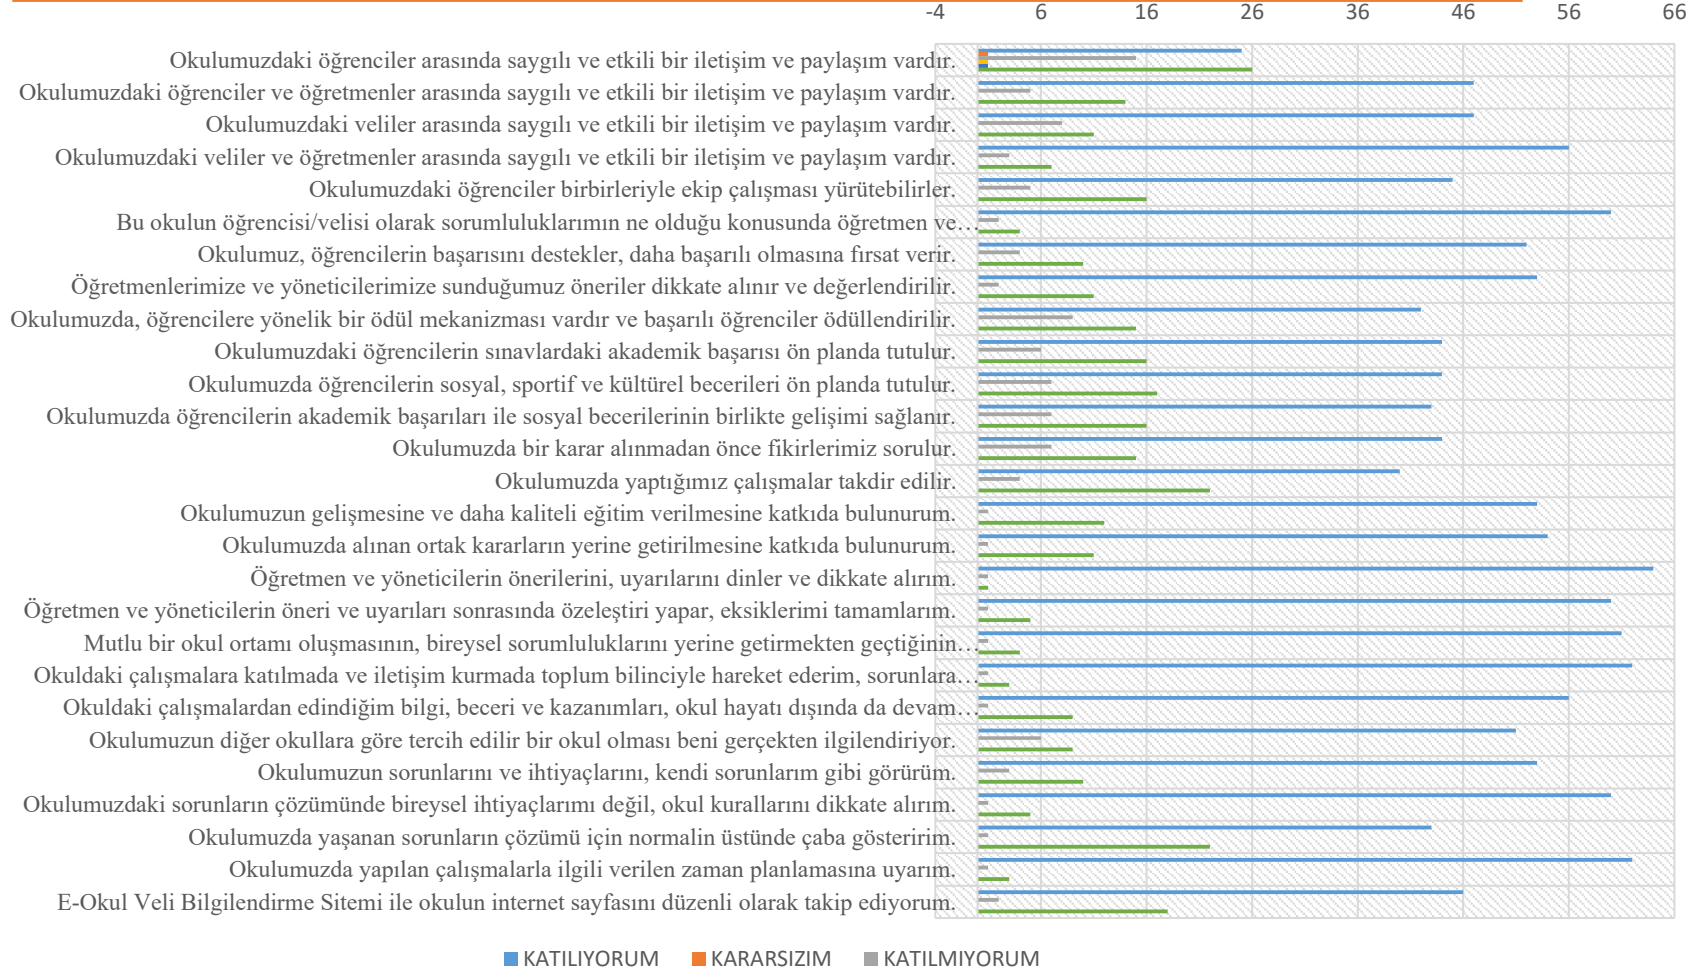 -4 6 16 26 36 46 56 66
Okulumuzdaki öğrenciler arasında saygılı ve etkili bir iletişim ve paylaşım vardır.
Okulumuzdaki öğrenciler ve öğretmenler arasında saygılı ve etkili bir iletişim ve paylaşım vardır.
Okulumuzdaki veliler arasında saygılı ve etkili bir iletişim ve paylaşım vardır.
Okulumuzdaki veliler ve öğretmenler arasında saygılı ve etkili bir iletişim ve paylaşım vardır.
Okulumuzdaki öğrenciler birbirleriyle ekip çalışması yürütebilirler.
Bu okulun öğrencisi/velisi olarak sorumluluklarımın ne olduğu konusunda öğretmen ve…
Okulumuz, öğrencilerin başarısını destekler, daha başarılı olmasına fırsat verir.
Öğretmenlerimize ve yöneticilerimize sunduğumuz öneriler dikkate alınır ve değerlendirilir.
Okulumuzda, öğrencilere yönelik bir ödül mekanizması vardır ve başarılı öğrenciler ödüllendirilir.
Okulumuzdaki öğrencilerin sınavlardaki akademik başarısı ön planda tutulur.
Okulumuzda öğrencilerin sosyal, sportif ve kültürel becerileri ön planda tutulur.
Okulumuzda öğrencilerin akademik başarıları ile sosyal becerilerinin birlikte gelişimi sağlanır.
Okulumuzda bir karar alınmadan önce fikirlerimiz sorulur.
Okulumuzda yaptığımız çalışmalar takdir edilir.
Okulumuzun gelişmesine ve daha kaliteli eğitim verilmesine katkıda bulunurum.
Okulumuzda alınan ortak kararların yerine getirilmesine katkıda bulunurum.
Öğretmen ve yöneticilerin önerilerini, uyarılarını dinler ve dikkate alırım.
Öğretmen ve yöneticilerin öneri ve uyarıları sonrasında özeleştiri yapar, eksiklerimi tamamlarım.
Mutlu bir okul ortamı oluşmasının, bireysel sorumluluklarını yerine getirmekten geçtiğinin…
Okuldaki çalışmalara katılmada ve iletişim kurmada toplum bilinciyle hareket ederim, sorunlara…
Okuldaki çalışmalardan edindiğim bilgi, beceri ve kazanımları, okul hayatı dışında da devam…
Okulumuzun diğer okullara göre tercih edilir bir okul olması beni gerçekten ilgilendiriyor.
Okulumuzun sorunlarını ve ihtiyaçlarını, kendi sorunlarım gibi görürüm.
Okulumuzdaki sorunların çözümünde bireysel ihtiyaçlarımı değil, okul kurallarını dikkate alırım.
Okulumuzda yaşanan sorunların çözümü için normalin üstünde çaba gösteririm.
Okulumuzda yapılan çalışmalarla ilgili verilen zaman planlamasına uyarım.
E-Okul Veli Bilgilendirme Sitemi ile okulun internet sayfasını düzenli olarak takip ediyorum.
KATILIYORUM KARARSIZIM KATILMIYORUM